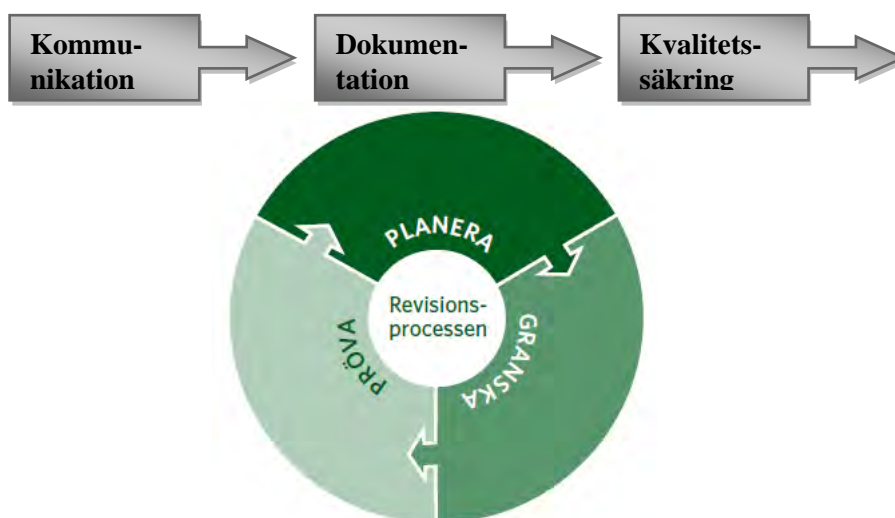 Kommu-
nikation
Dokumen-
tation
Kvalitets-
säkring
PLANERA
Revisions-
processen
GRANSKA
PRÖVA